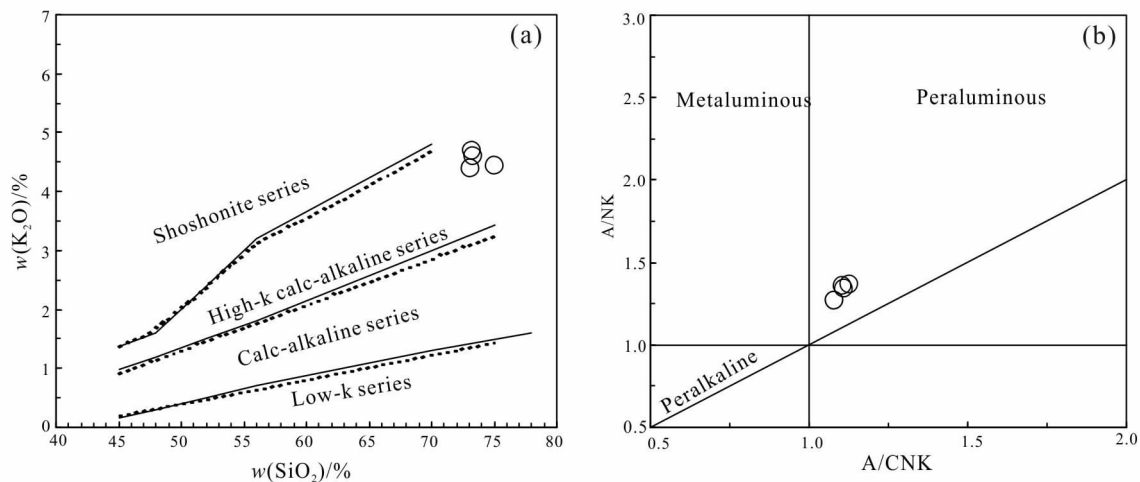 (a)
7
6
5
4
3
2
1
0
w(K₂O)/%
Shoshonite series
High-k calc-alkaline series
Calc-alkaline series
Low-k series
40 45 50 55 60 65 70 75 80
w(SiO₂)/%
(b)
3.0
2.5
2.0
1.5
1.0
0.5
A/NK
Metaluminous
Peraluminous
Peralkaline
0.5 1.0 1.5 2.0
A/CNK